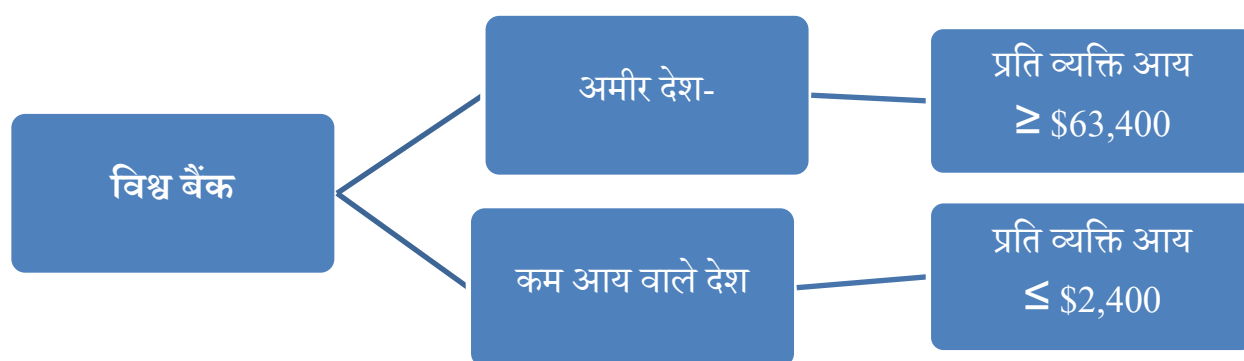 विश्व बैंक
अमीर देश-
प्रति व्यक्ति आय
≥ $63,400
कम आय वाले देश
प्रति व्यक्ति आय
≤ $2,400